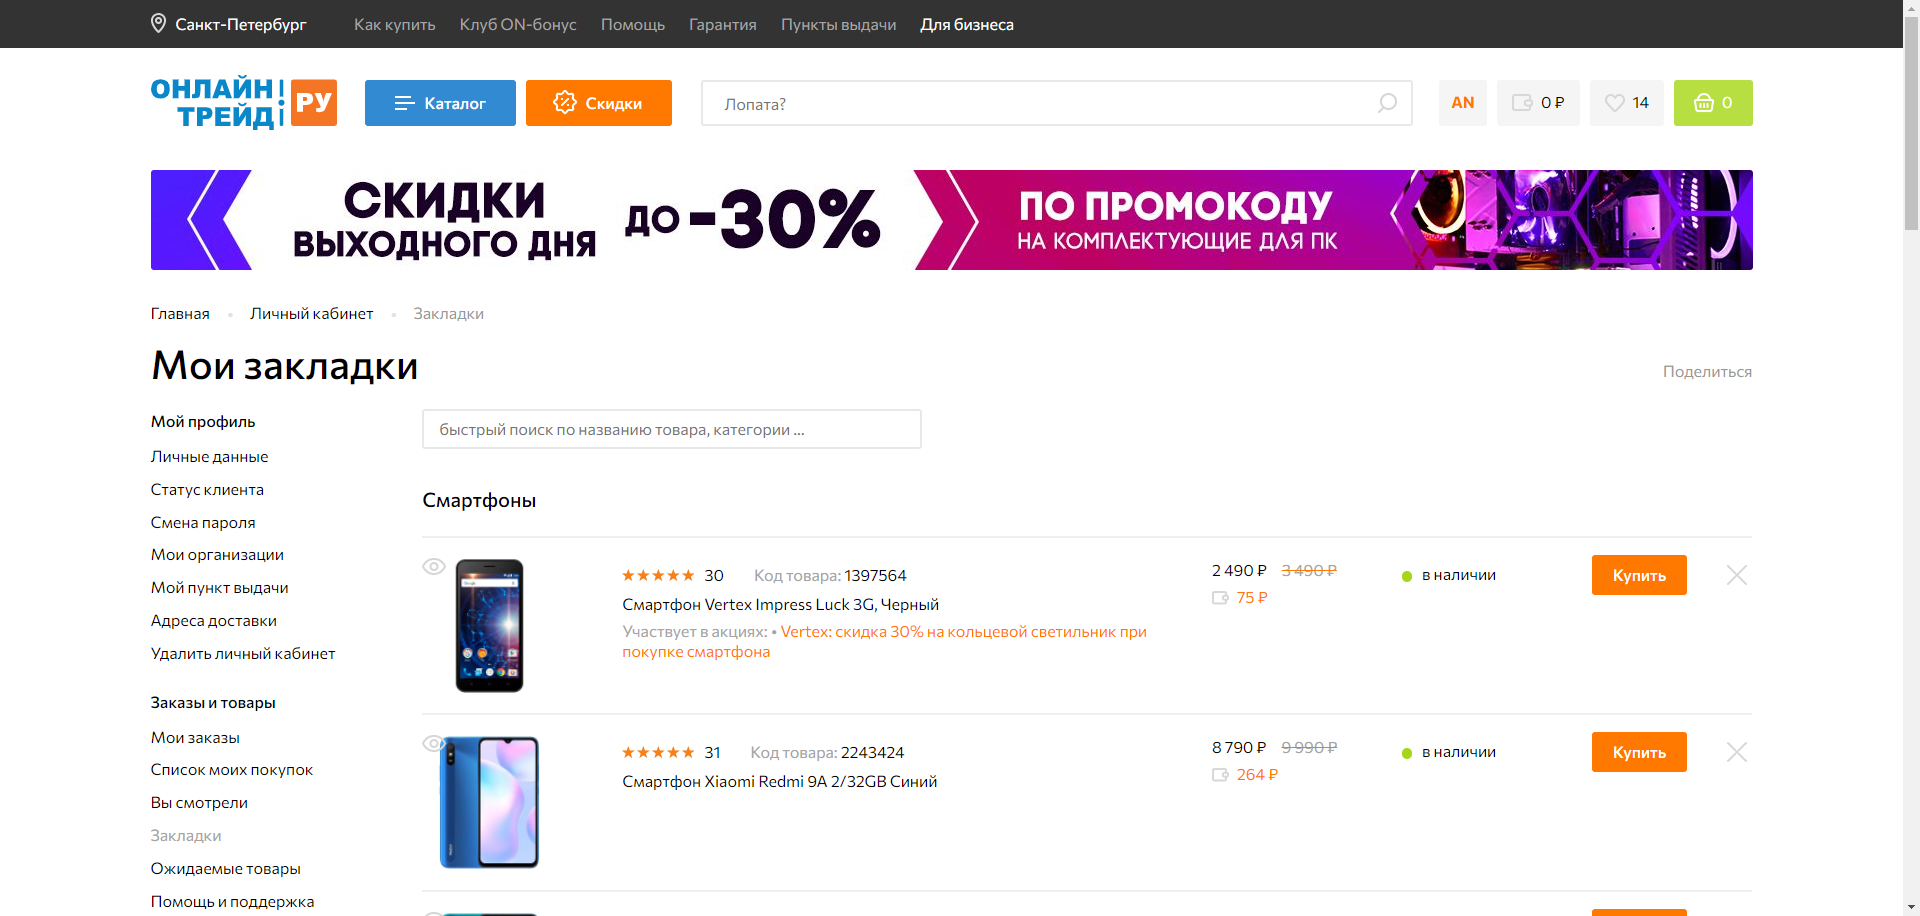 Санкт-Петербург
Как купить
Клуб ON-бонус
Помощь
Гарантия
Пункты выдачи
Для бизнеса
ОНЛАЙН
ТРЕЙД
РУ
Каталог
Скидки
Лопата?
AN
0 ₽
14
0
СКИДКИ
ВЫХОДНОГО ДНЯ
ДО -30%
ПО ПРОМОКОДУ
НА КОМПЛЕКТУЮЩИЕ ДЛЯ ПК
Главная
Личный кабинет
Закладки
Мои закладки
Поделиться
Мой профиль
Личные данные
Статус клиента
Смена пароля
Мои организации
Мой пункт выдачи
Адреса доставки
Удалить личный кабинет
Заказы и товары
Мои заказы
Список моих покупок
Вы смотрели
Закладки
Ожидаемые товары
Помощь и поддержка
быстрый поиск по названию товара, категории ...
Смартфоны
30
Код товара: 1397564
Смартфон Vertex Impress Luck 3G, Черный
Участвует в акциях: • Vertex: скидка 30% на кольцевой светильник при
покупке смартфона
2 490 ₽ 3 490 ₽
75 ₽
в наличии
Купить
31
Код товара: 2243424
Смартфон Xiaomi Redmi 9A 2/32GB Синий
8 790 ₽ 9 990 ₽
264 ₽
в наличии
Купить